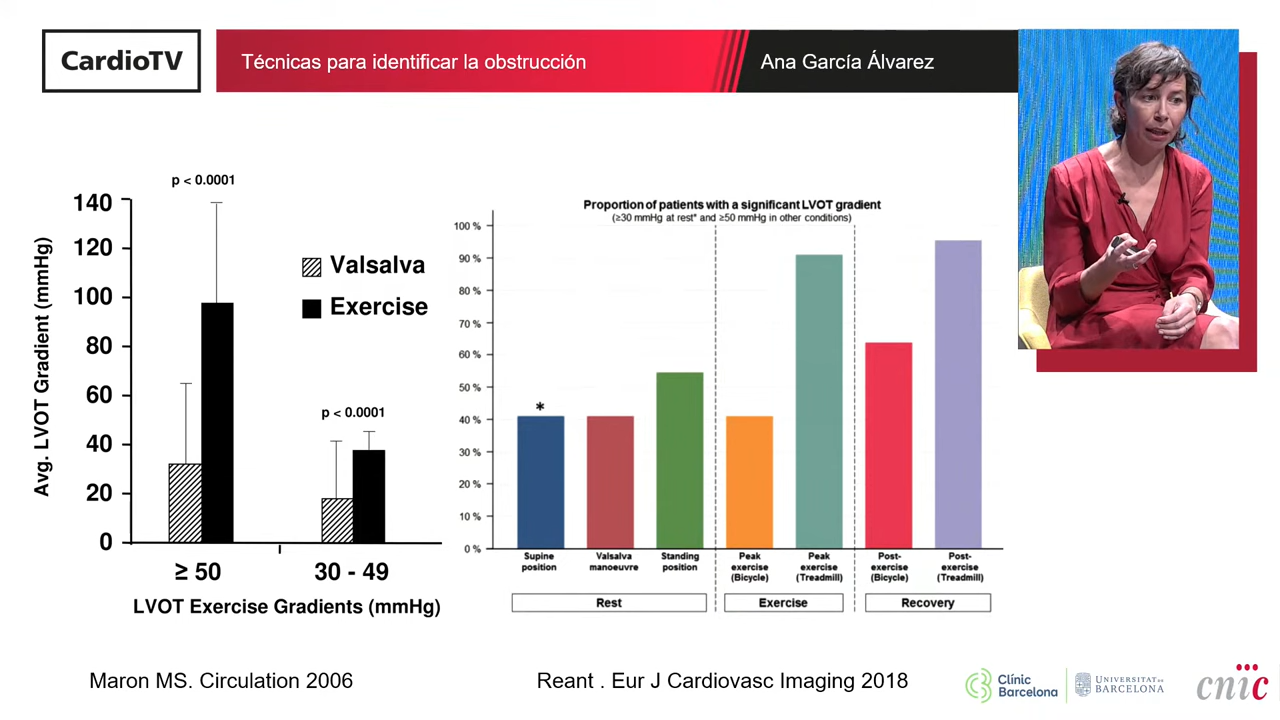 CardioTV
Técnicas para identificar la obstrucción
Ana García Álvarez
p < 0.0001
140
120
100
80
60
40
20
0
Avg. LVOT Gradient (mmHg)
Valsalva
Exercise
p < 0.0001
≥ 50
30 - 49
LVOT Exercise Gradients (mmHg)
Maron MS. Circulation 2006
Proportion of patients with a significant LVOT gradient
(≥30 mmHg at rest* and ≥50 mmHg in other conditions)
100 %
90 %
80 %
70 %
60 %
50 %
40 %
30 %
20 %
10 %
0 %
*
Supine
position
Valsalva
manoeuvre
Standing
position
Peak
exercise
(Bicycle)
Peak
exercise
(Treadmill)
Post-
exercise
(Bicycle)
Post-
exercise
(Treadmill)
Rest
Exercise
Recovery
Reant . Eur J Cardiovasc Imaging 2018
Clínic
Barcelona
UNIVERSITAT DE
BARCELONA
cnic